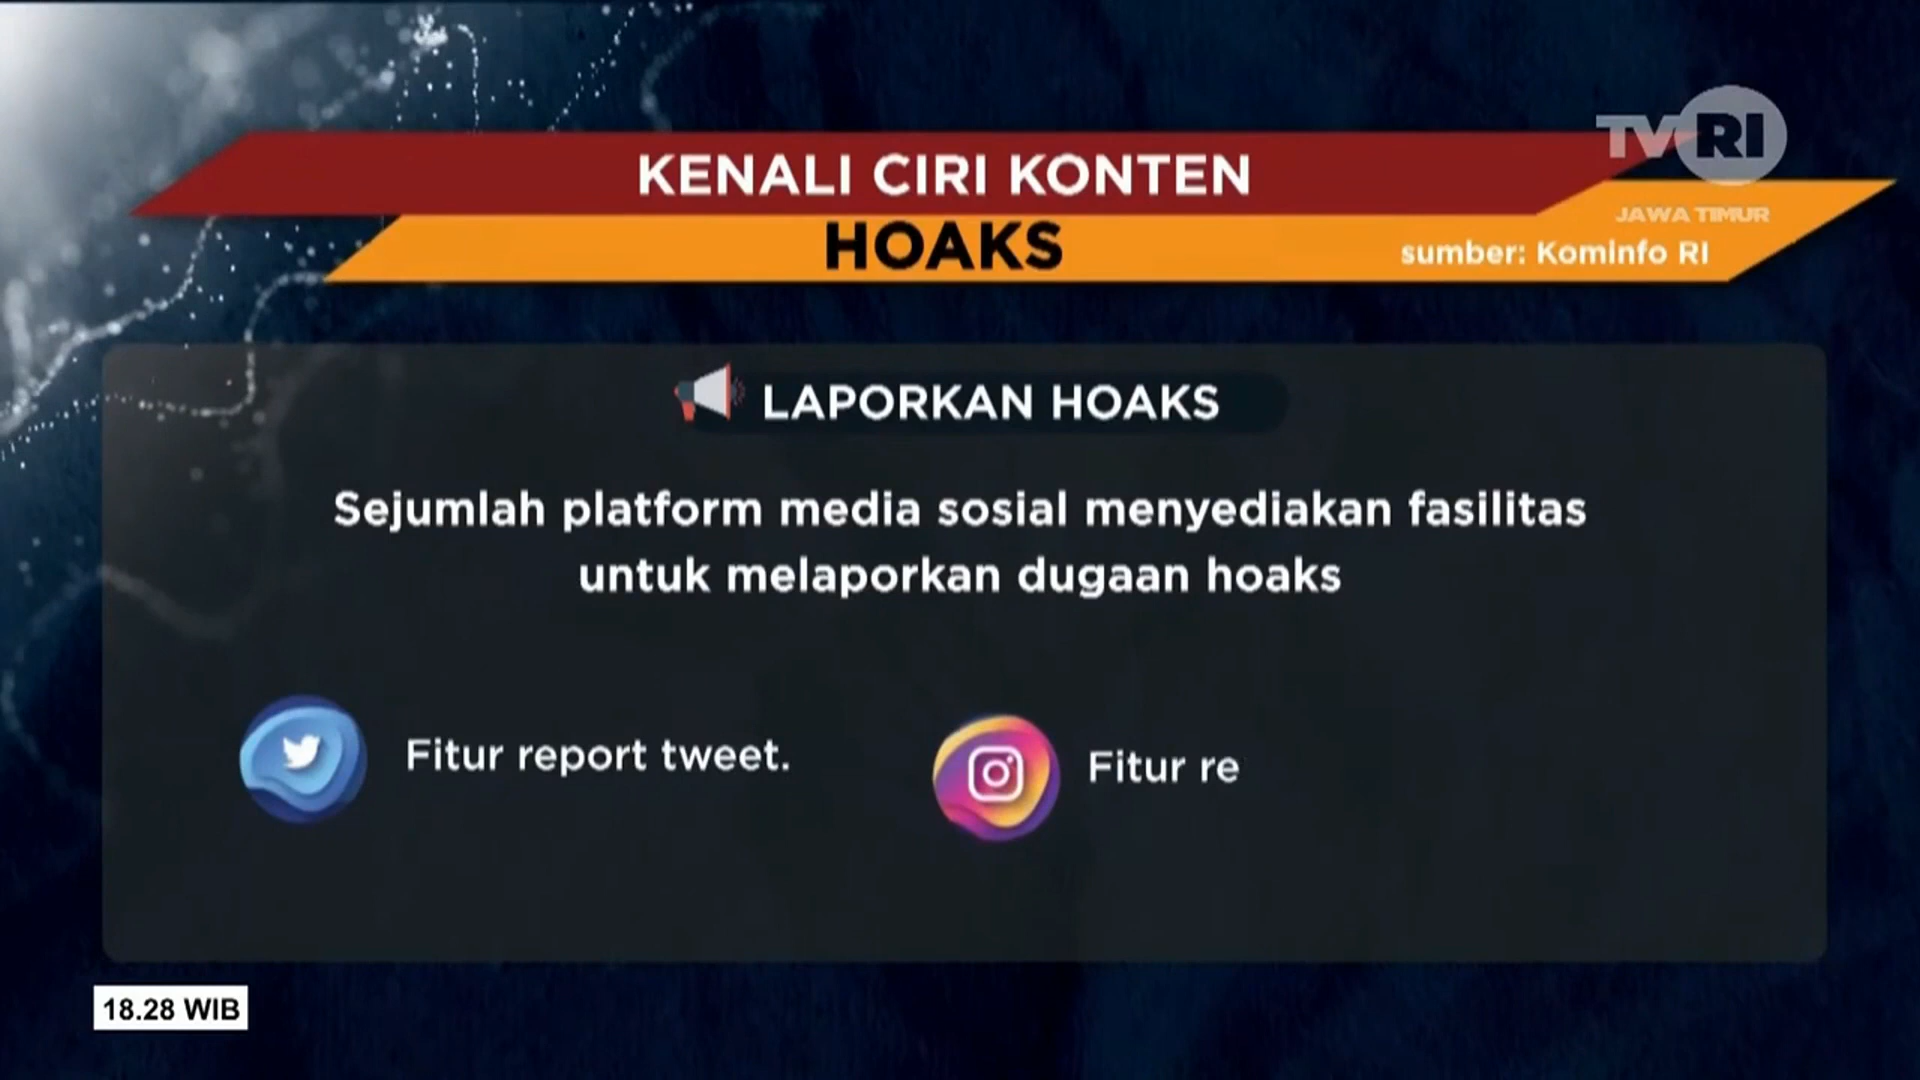 TVRI
JAWA TIMUR
KENALI CIRI KONTEN
HOAKS
sumber: KomInfo RI
LAPORKAN HOAKS
Sejumlah platform media sosial menyediakan fasilitas
untuk melaporkan dugaan hoaks
Fitur report tweet.
Fitur re
18.28 WIB